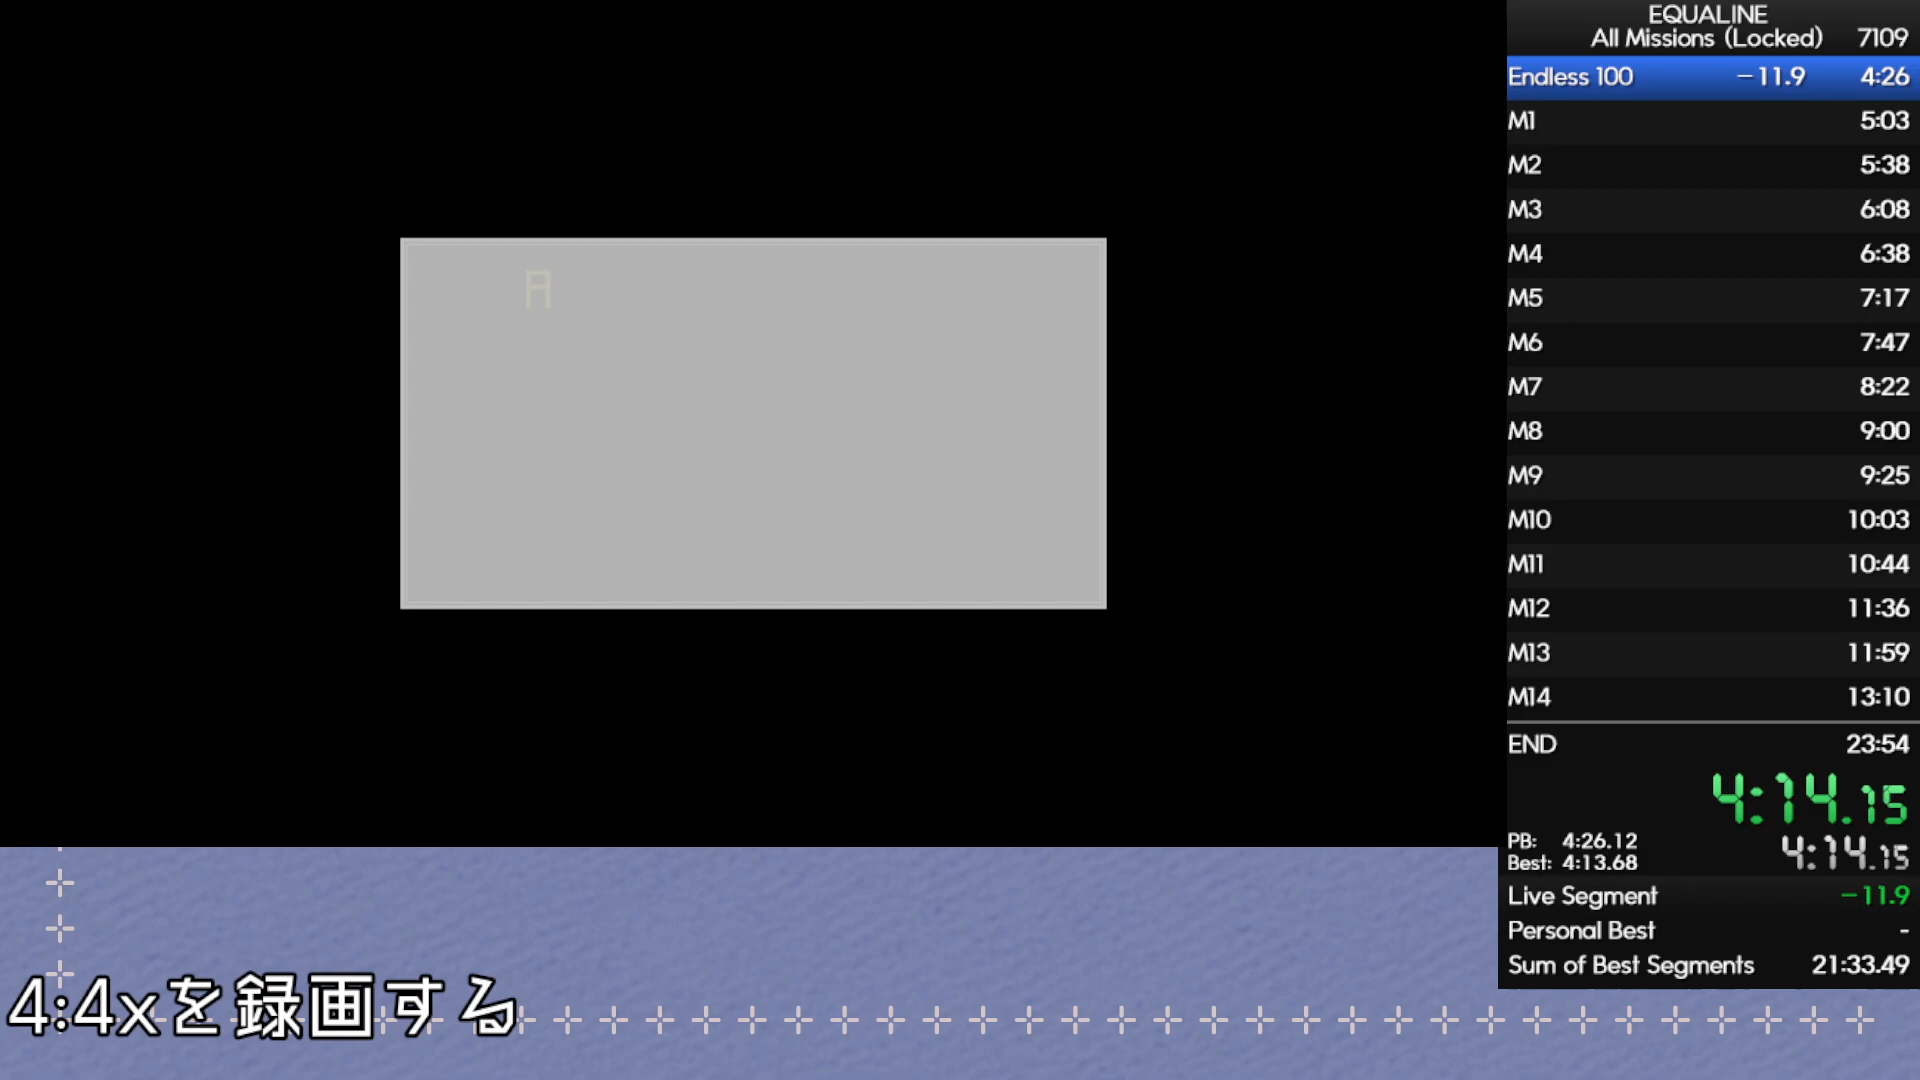 EQUALINE
All Missions (Locked) 7109
Endless 100 −11.9 4:26
M1 5:03
M2 5:38
M3 6:08
M4 6:38
M5 7:17
M6 7:47
M7 8:22
M8 9:00
M9 9:25
M10 10:03
M11 10:44
M12 11:36
M13 11:59
M14 13:10
END 23:54
4:14.15
PB: 4:26.12
Best: 4:13.68
4:14.15
Live Segment −11.9
Personal Best -
Sum of Best Segments 21:33.49
A
4:4xを録画する